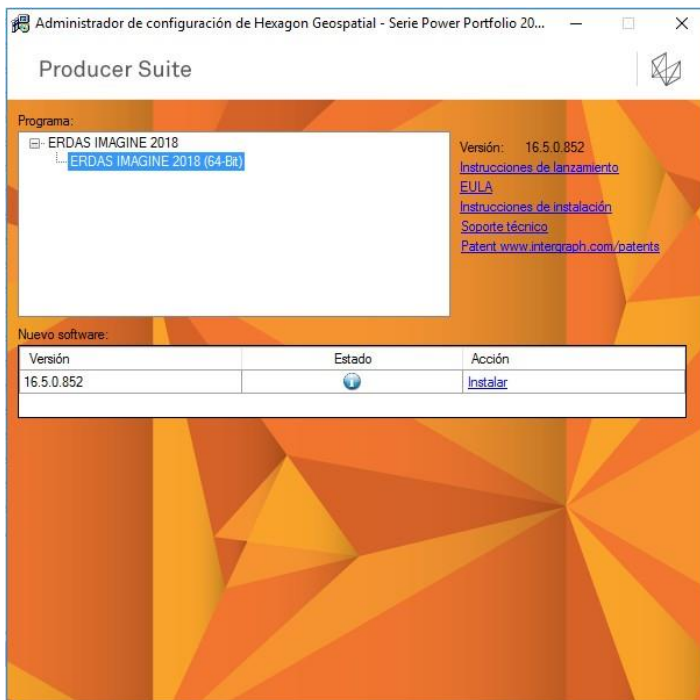 Administrador de configuración de Hexagon Geospatial - Serie Power Portfolio 20...
Producer Suite
Programa:
ERDAS IMAGINE 2018
ERDAS IMAGINE 2018 (64-Bit)
Versión: 16.5.0.852
Instrucciones de lanzamiento
EULA
Instrucciones de instalación
Soporte técnico
Patent www.intergraph.com/patents
Nuevo software:
Versión Estado Acción
16.5.0.852 Instalar